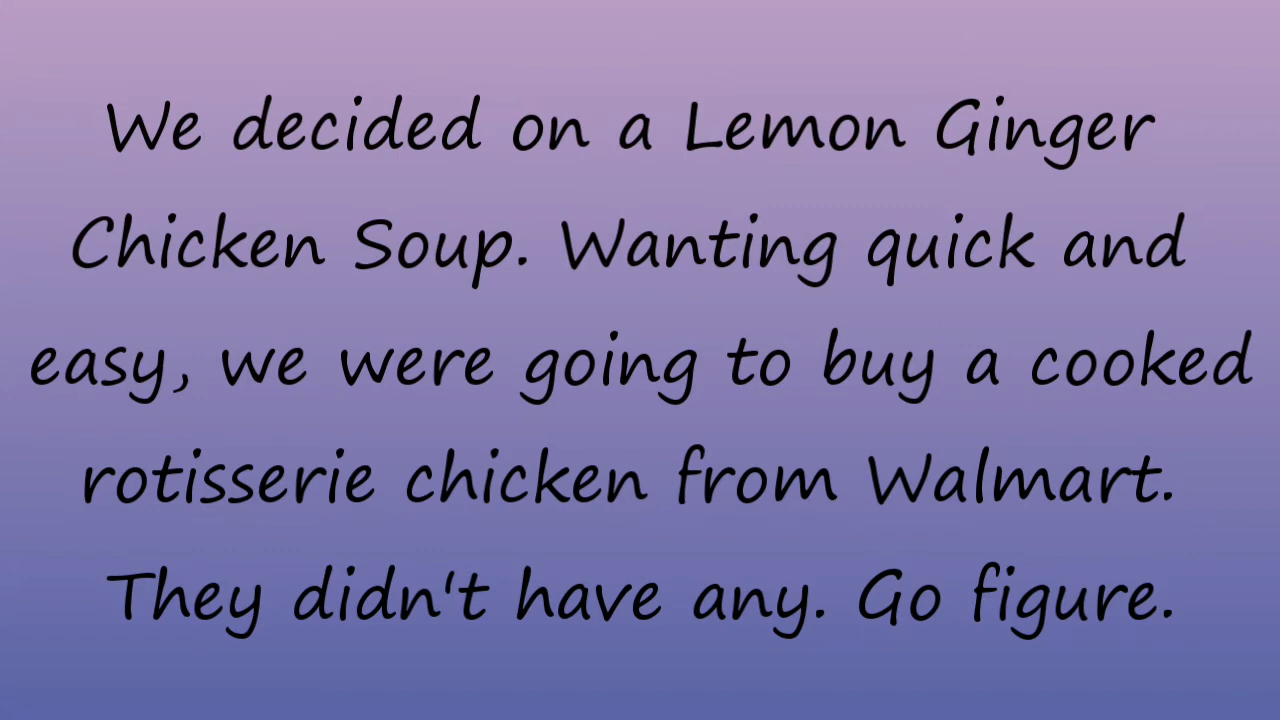 We decided on a Lemon Ginger
Chicken Soup. Wanting quick and
easy, we were going to buy a cooked
rotisserie chicken from Walmart.
They didn't have any. Go figure.